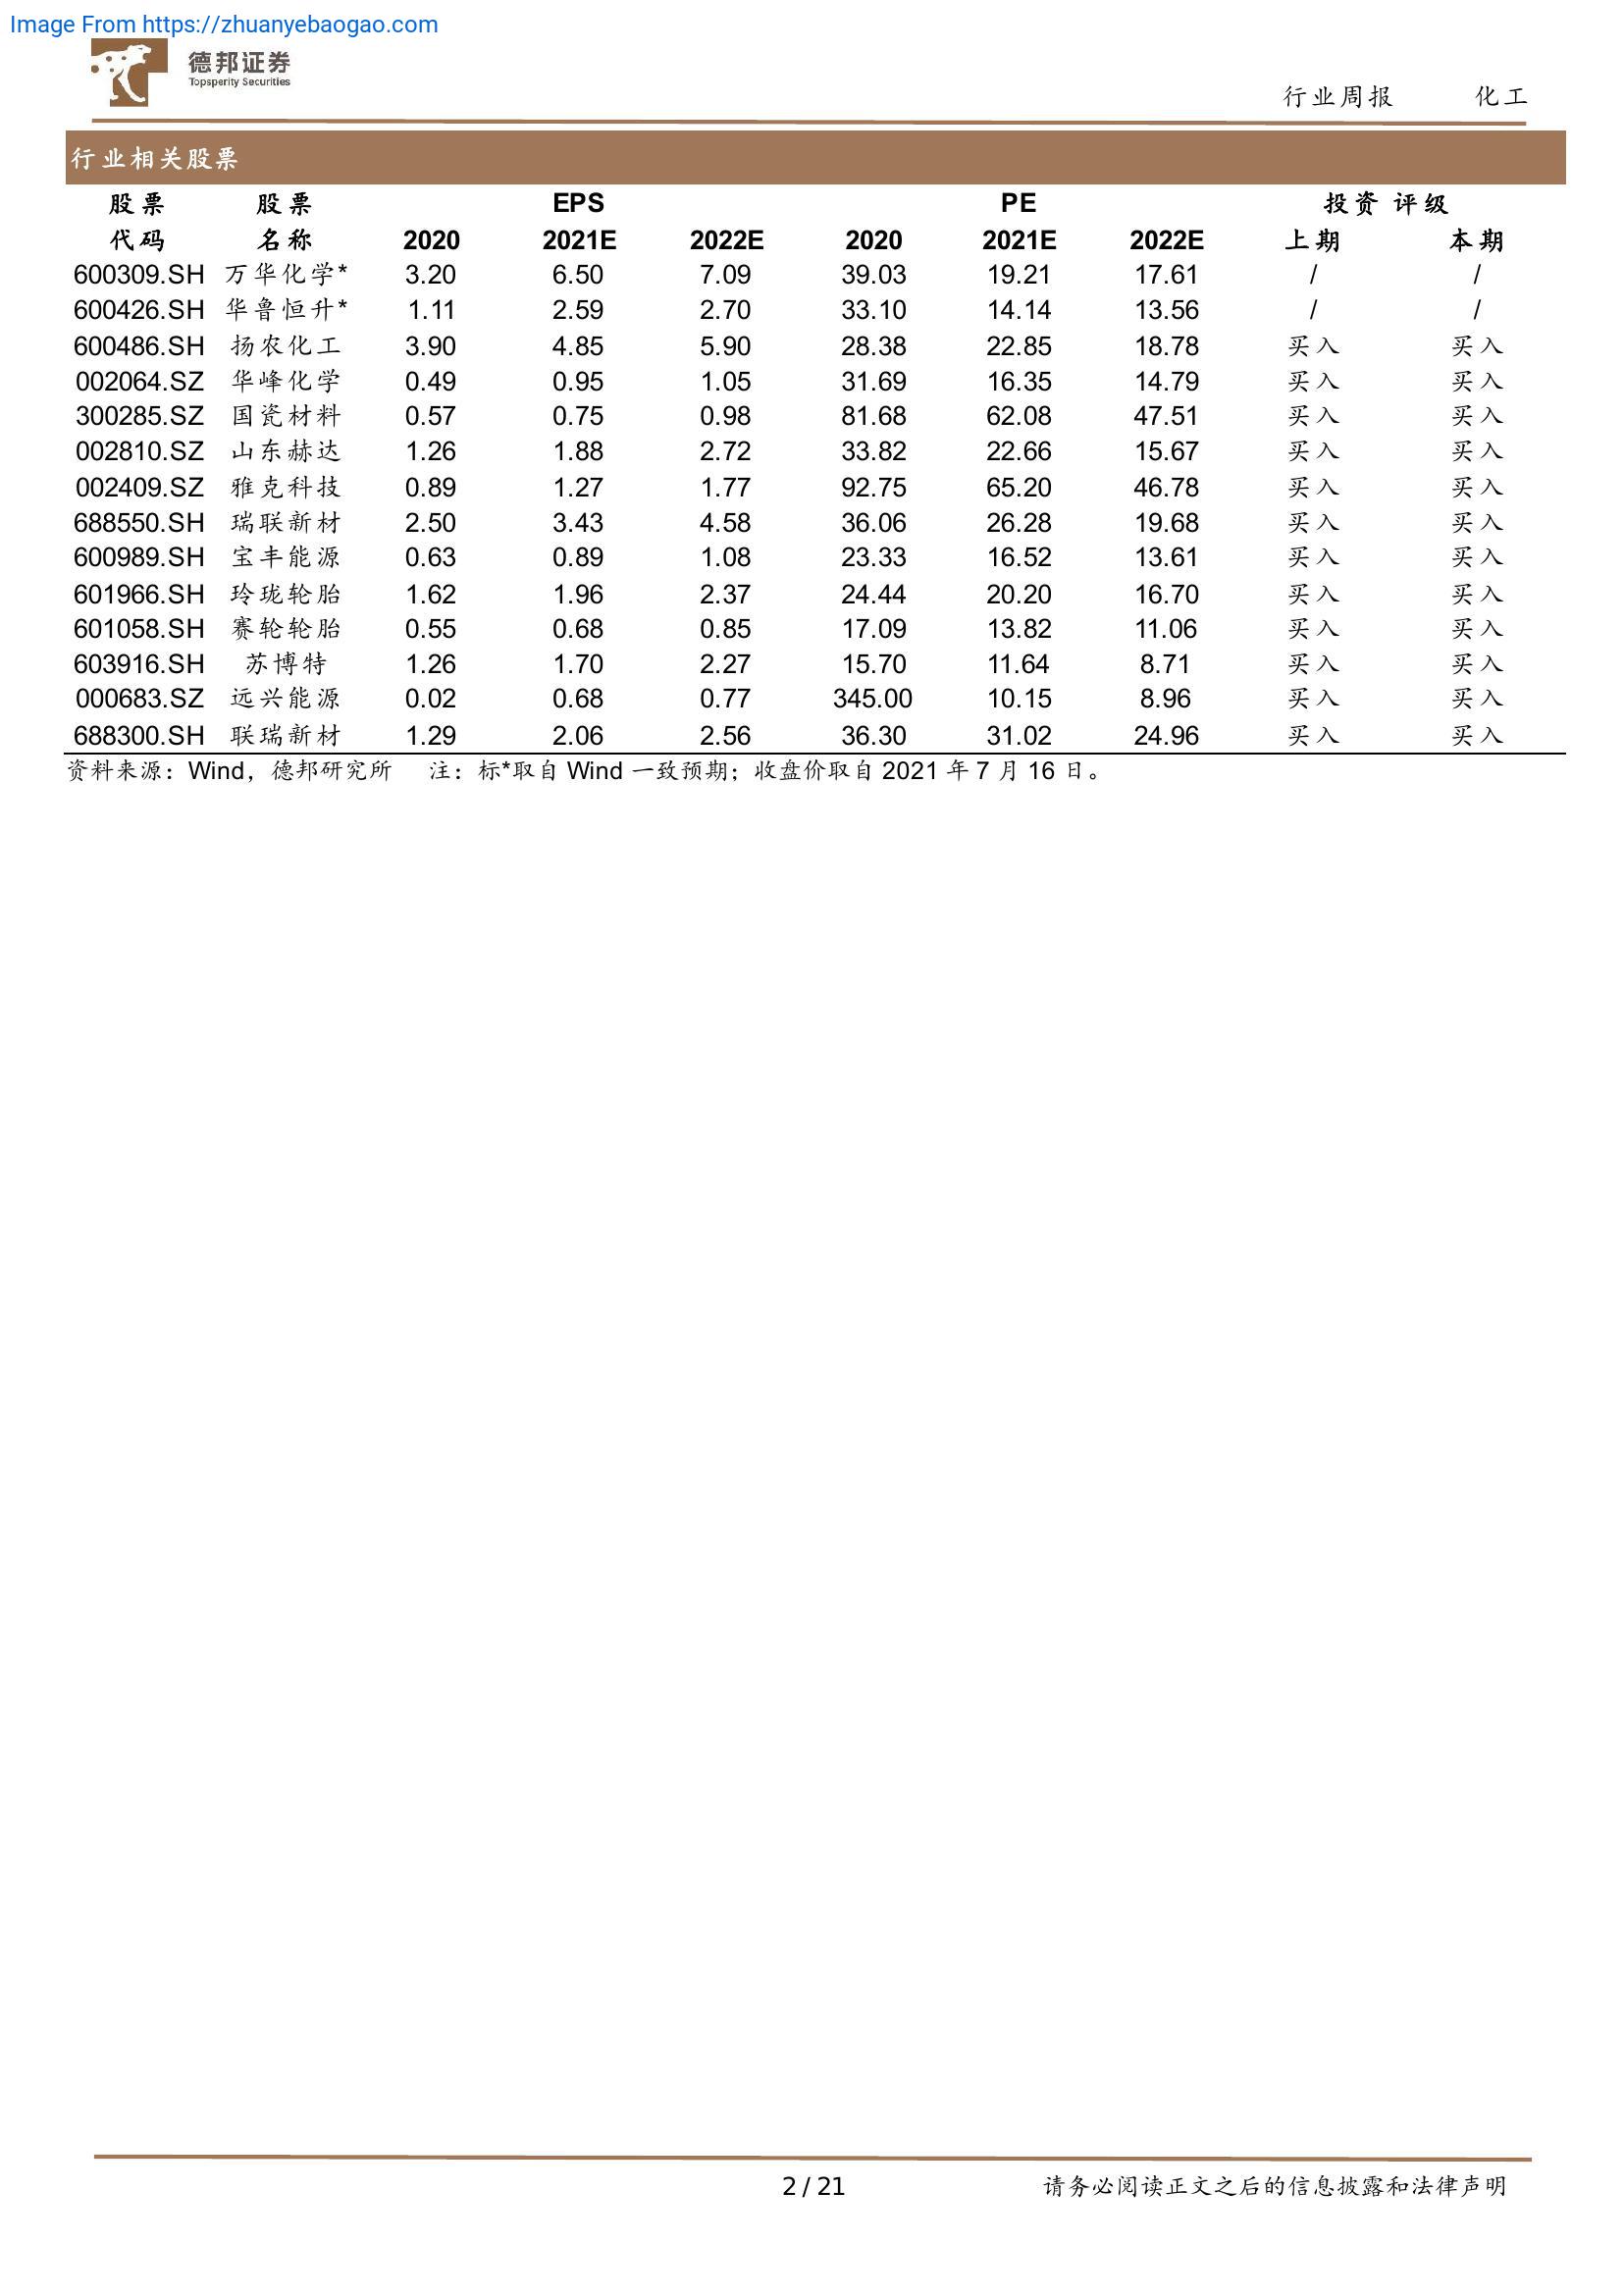 Image From https://zhuanyebaogao.com
德邦证券
Topsperity Securities
行业周报 化工
行业相关股票
股票 股票 EPS PE 投资评级
代码 名称 2020 2021E 2022E 2020 2021E 2022E 上期 本期
600309.SH 万华化学* 3.20 6.50 7.09 39.03 19.21 17.61 / /
600426.SH 华鲁恒升* 1.11 2.59 2.70 33.10 14.14 13.56 / /
600486.SH 扬农化工 3.90 4.85 5.90 28.38 22.85 18.78 买入 买入
002064.SZ 华峰化学 0.49 0.95 1.05 31.69 16.35 14.79 买入 买入
300285.SZ 国瓷材料 0.57 0.75 0.98 81.68 62.08 47.51 买入 买入
002810.SZ 山东赫达 1.26 1.88 2.72 33.82 22.66 15.67 买入 买入
002409.SZ 雅克科技 0.89 1.27 1.77 92.75 65.20 46.78 买入 买入
688550.SH 瑞联新材 2.50 3.43 4.58 36.06 26.28 19.68 买入 买入
600989.SH 宝丰能源 0.63 0.89 1.08 23.33 16.52 13.61 买入 买入
601966.SH 玲珑轮胎 1.62 1.96 2.37 24.44 20.20 16.70 买入 买入
601058.SH 赛轮轮胎 0.55 0.68 0.85 17.09 13.82 11.06 买入 买入
603916.SH 苏博特 1.26 1.70 2.27 15.70 11.64 8.71 买入 买入
000683.SZ 远兴能源 0.02 0.68 0.77 345.00 10.15 8.96 买入 买入
688300.SH 联瑞新材 1.29 2.06 2.56 36.30 31.02 24.96 买入 买入
资料来源：Wind，德邦研究所 注：标*取自 Wind 一致预期；收盘价取自 2021 年 7 月 16 日。
2 / 21 请务必阅读正文之后的信息披露和法律声明